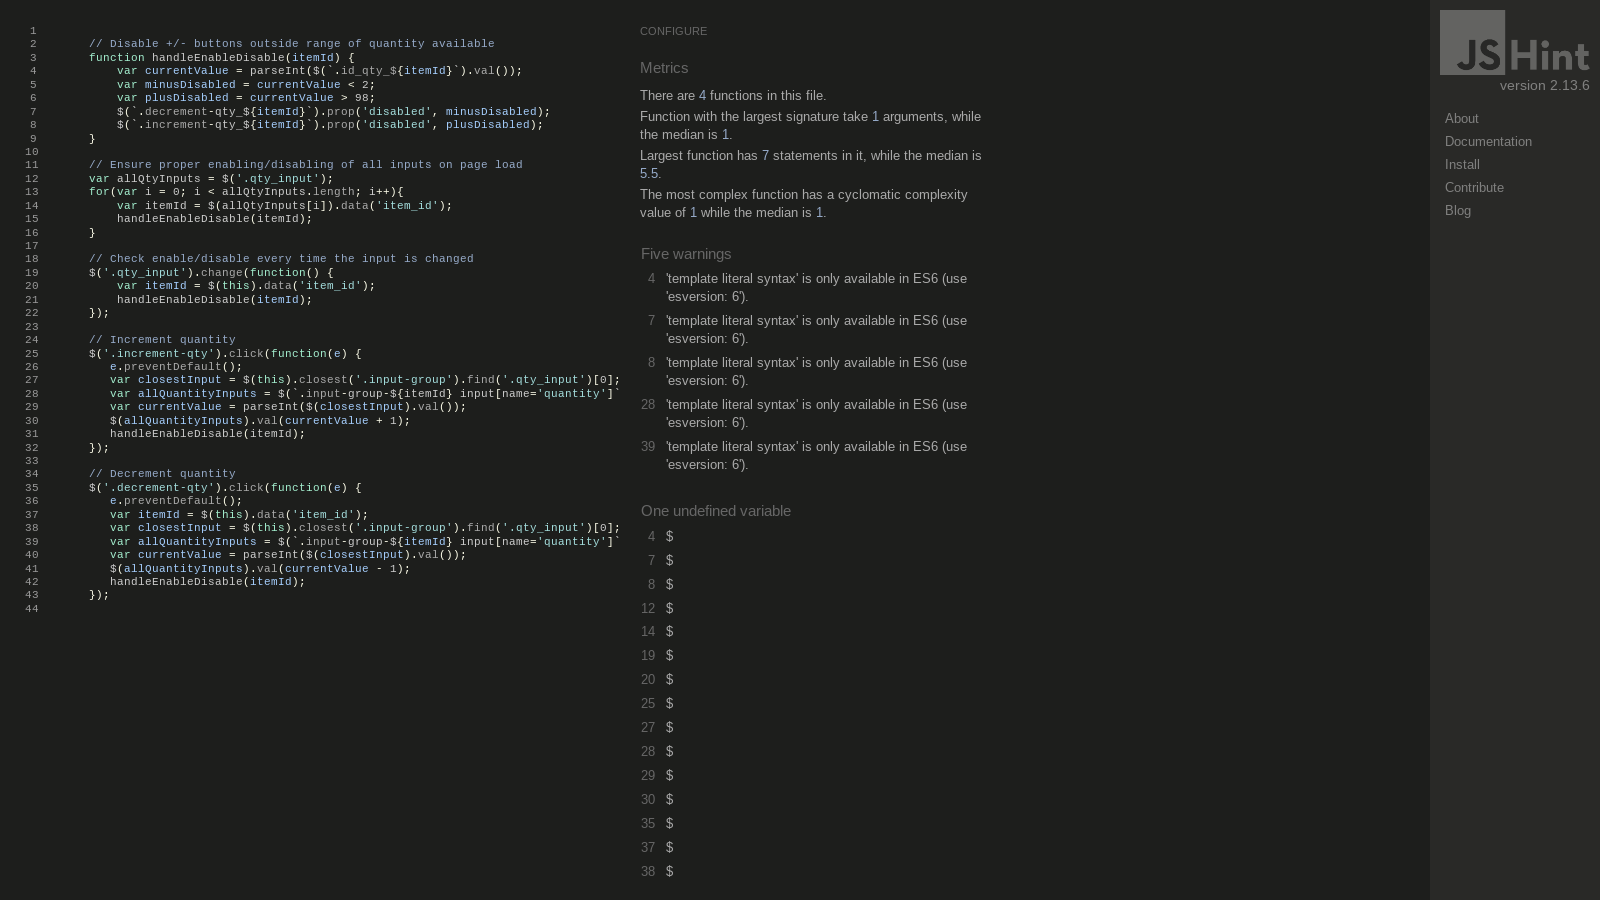 1
2 // Disable +/- buttons outside range of quantity available
3 function handleEnableDisable(itemId) {
4 var currentValue = parseInt($(`.id_qty_${itemId}`).val());
5 var minusDisabled = currentValue < 2;
6 var plusDisabled = currentValue > 98;
7 $(`.decrement-qty_${itemId}`).prop('disabled', minusDisabled);
8 $(`.increment-qty_${itemId}`).prop('disabled', plusDisabled);
9 }
10
11 // Ensure proper enabling/disabling of all inputs on page load
12 var allQtyInputs = $('.qty_input');
13 for(var i = 0; i < allQtyInputs.length; i++){
14 var itemId = $(allQtyInputs[i]).data('item_id');
15 handleEnableDisable(itemId);
16 }
17
18 // Check enable/disable every time the input is changed
19 $('.qty_input').change(function() {
20 var itemId = $(this).data('item_id');
21 handleEnableDisable(itemId);
22 });
23
24 // Increment quantity
25 $('.increment-qty').click(function(e) {
26 e.preventDefault();
27 var closestInput = $(this).closest('.input-group').find('.qty_input')[0];
28 var allQuantityInputs = $(`.input-group-${itemId} input[name='quantity']`
29 var currentValue = parseInt($(closestInput).val());
30 $(allQuantityInputs).val(currentValue + 1);
31 handleEnableDisable(itemId);
32 });
33
34 // Decrement quantity
35 $('.decrement-qty').click(function(e) {
36 e.preventDefault();
37 var itemId = $(this).data('item_id');
38 var closestInput = $(this).closest('.input-group').find('.qty_input')[0];
39 var allQuantityInputs = $(`.input-group-${itemId} input[name='quantity']`
40 var currentValue = parseInt($(closestInput).val());
41 $(allQuantityInputs).val(currentValue - 1);
42 handleEnableDisable(itemId);
43 });
44
CONFIGURE
Metrics
There are 4 functions in this file.
Function with the largest signature take 1 arguments, while
the median is 1.
Largest function has 7 statements in it, while the median is
5.5.
The most complex function has a cyclomatic complexity
value of 1 while the median is 1.
Five warnings
4 'template literal syntax' is only available in ES6 (use
'esversion: 6').
7 'template literal syntax' is only available in ES6 (use
'esversion: 6').
8 'template literal syntax' is only available in ES6 (use
'esversion: 6').
28 'template literal syntax' is only available in ES6 (use
'esversion: 6').
39 'template literal syntax' is only available in ES6 (use
'esversion: 6').
One undefined variable
4 $
7 $
8 $
12 $
14 $
19 $
20 $
25 $
27 $
28 $
29 $
30 $
35 $
37 $
38 $
JSHint
version 2.13.6
About
Documentation
Install
Contribute
Blog